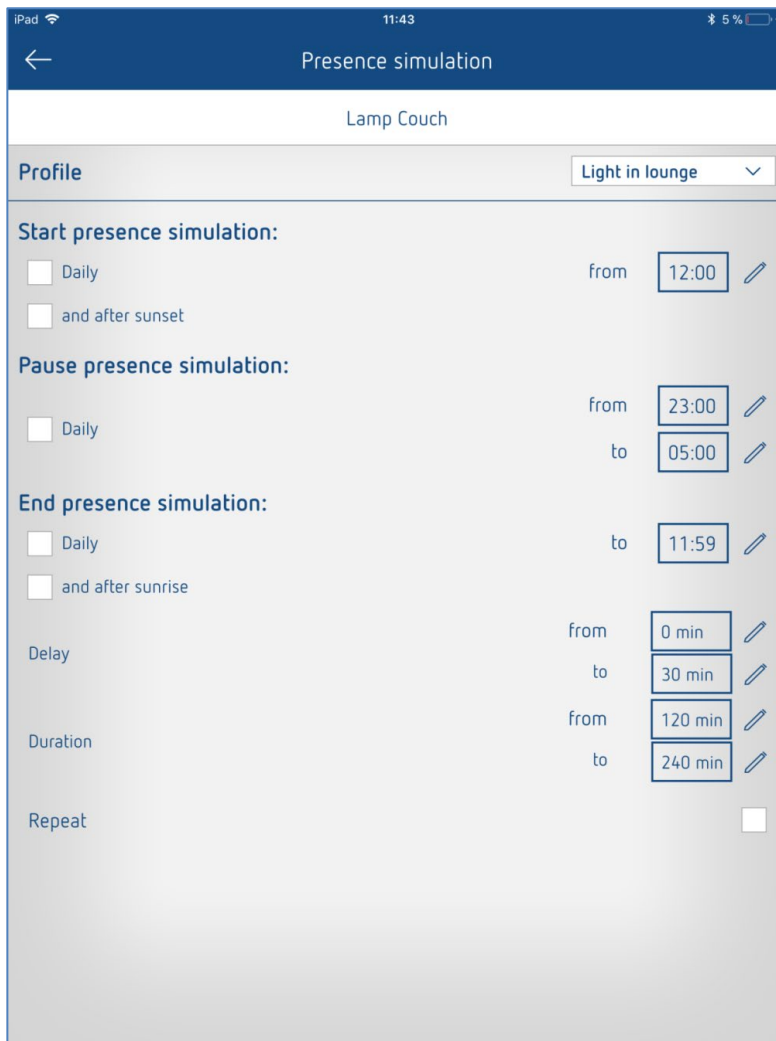 iPad 11:43 5 %
Presence simulation
Lamp Couch
Profile Light in lounge
Start presence simulation:
Daily from 12:00
and after sunset
Pause presence simulation:
from 23:00
Daily
to 05:00
End presence simulation:
Daily to 11:59
and after sunrise
from 0 min
Delay
to 30 min
from 120 min
Duration
to 240 min
Repeat